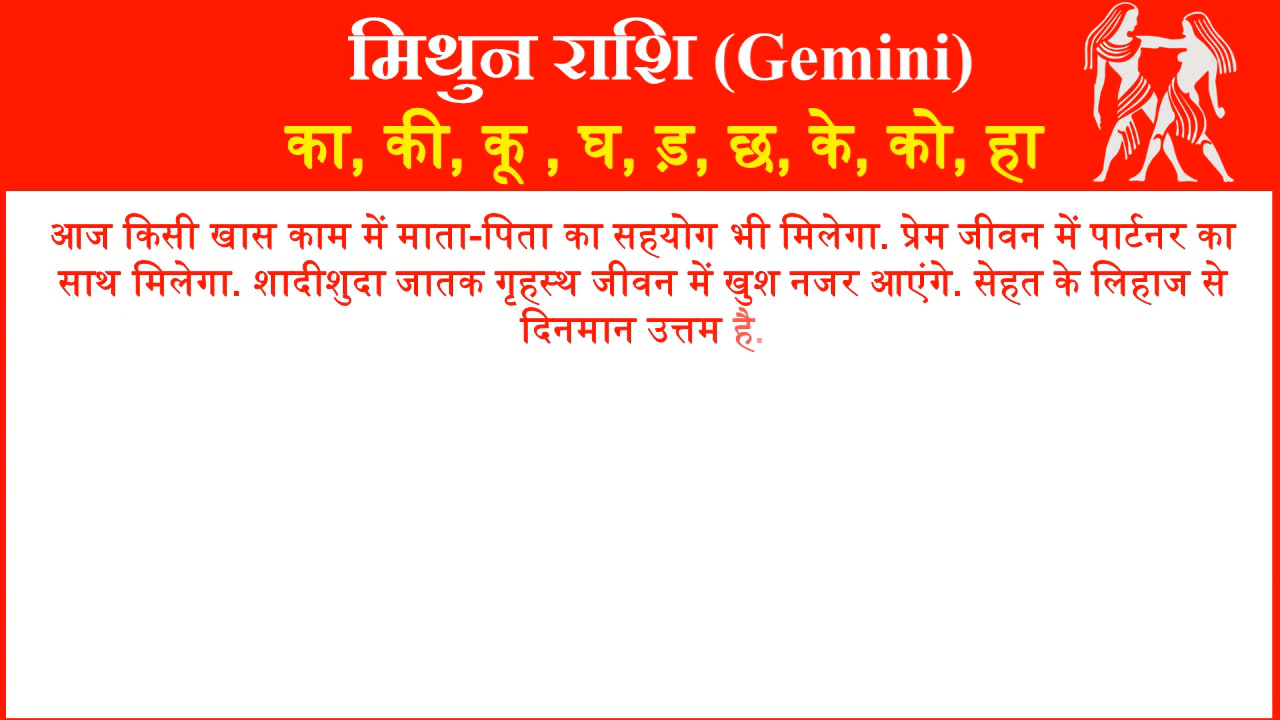 मिथुन राशि (Gemini)
का, की, कू , घ, ड़, छ, के, को, हा
आज किसी खास काम में माता-पिता का सहयोग भी मिलेगा. प्रेम जीवन में पार्टनर का
साथ मिलेगा. शादीशुदा जातक गृहस्थ जीवन में खुश नजर आएंगे. सेहत के लिहाज से
दिनमान उत्तम है.